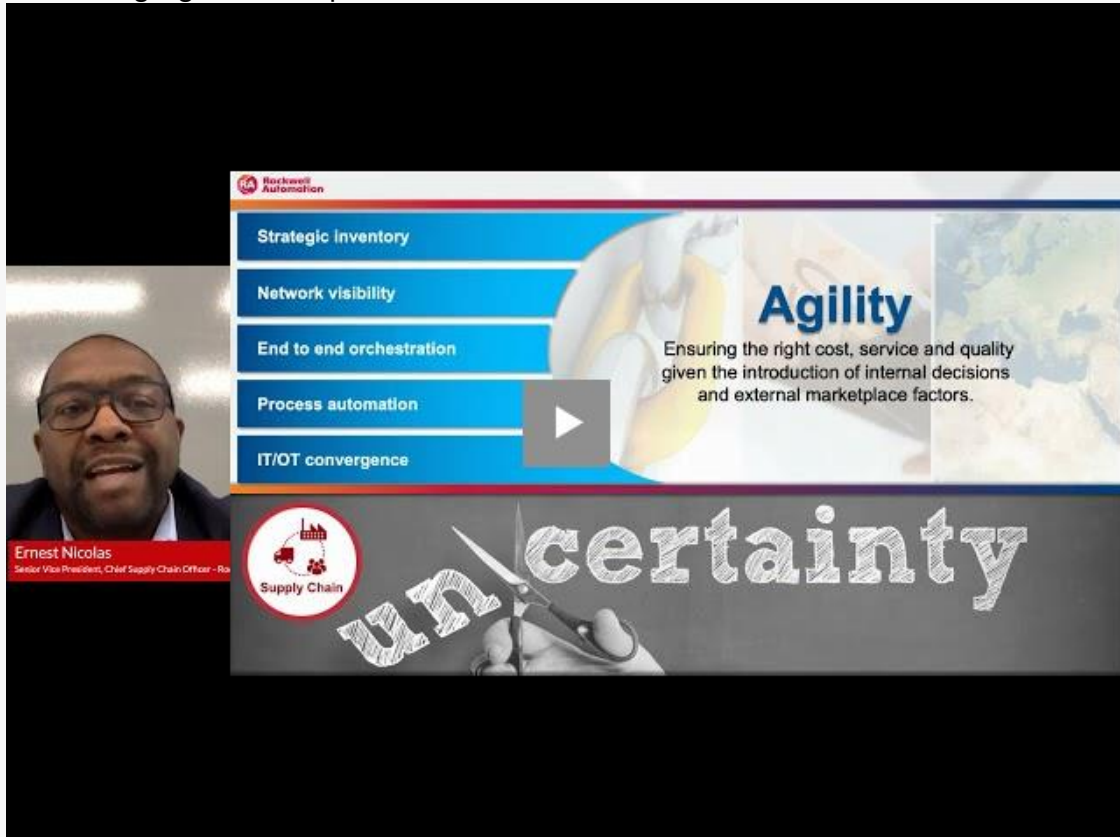 RA Rockwell
Automation
Strategic inventory
Network visibility
End to end orchestration
Process automation
IT/OT convergence
Agility
Ensuring the right cost, service and quality
given the introduction of internal decisions
and external marketplace factors.
Ernest Nicolas
Senior Vice President, Chief Supply Chain Officer - Ro
Supply Chain
uncertainty